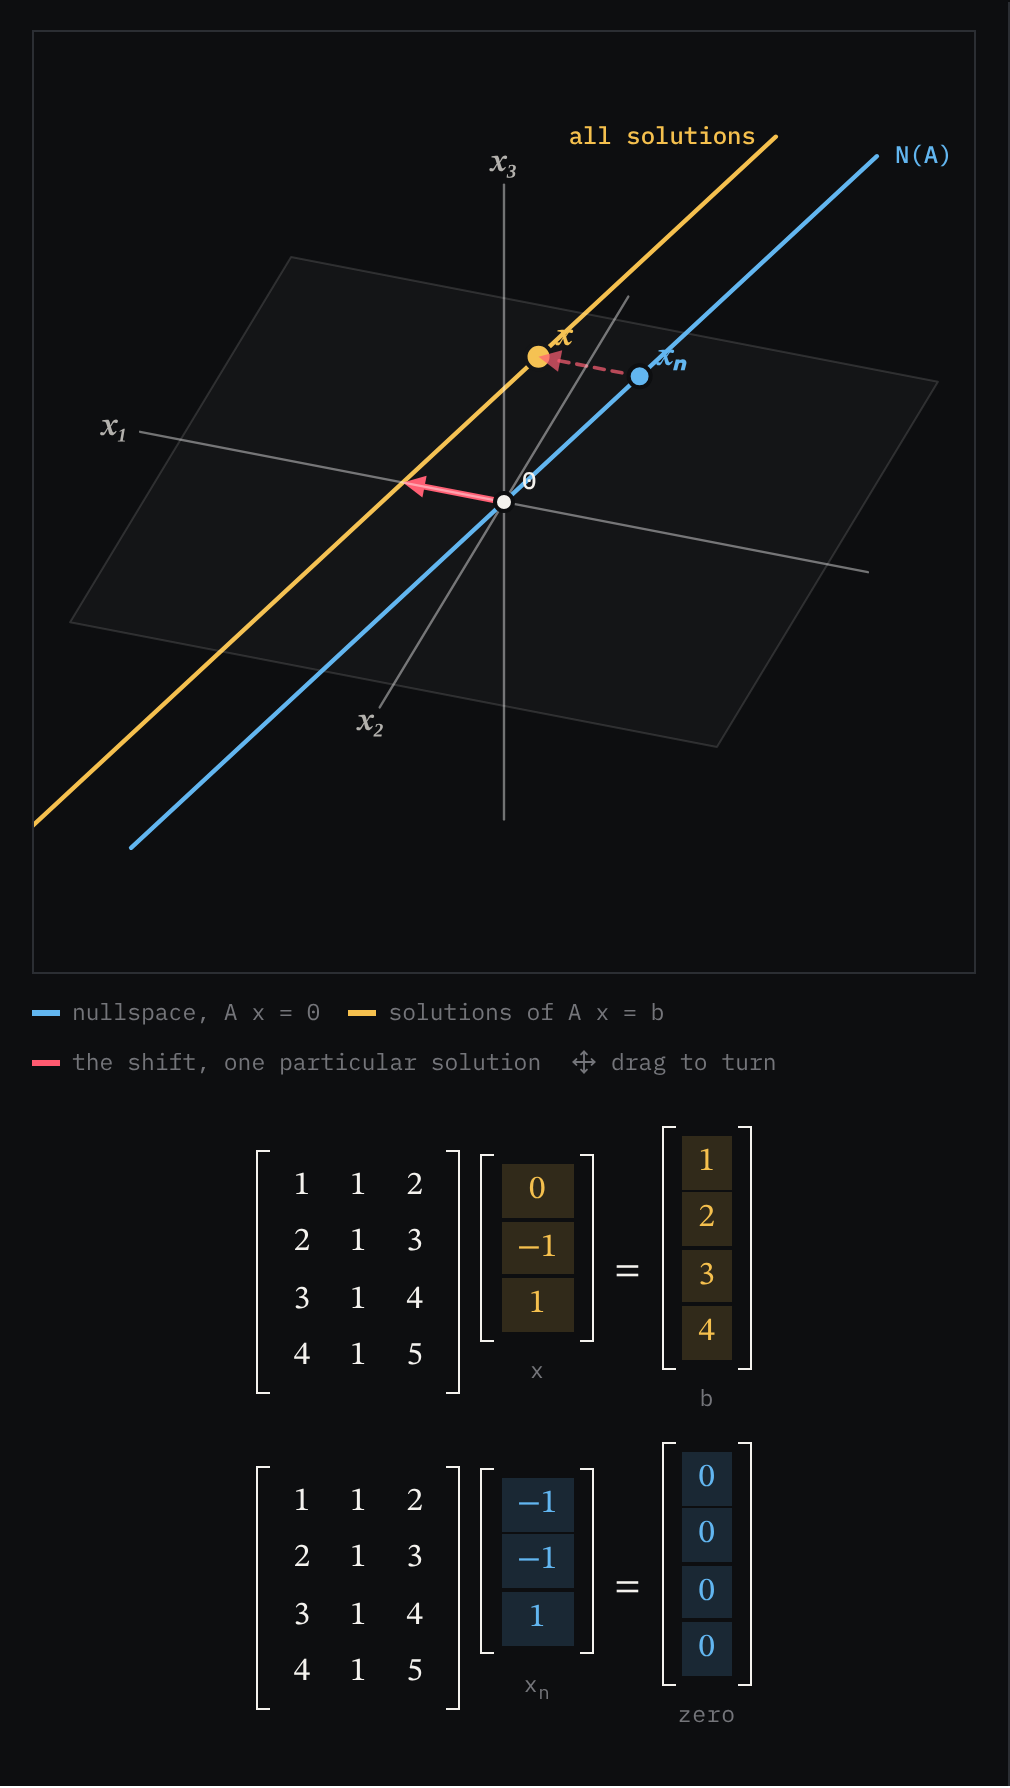 all solutions
N(A)
x₃
x
xₙ
x₁
0
x₂
nullspace, A x = 0 solutions of A x = b
the shift, one particular solution drag to turn
1 1 2
2 1 3
3 1 4
4 1 5
0
−1
1
x
=
1
2
3
4
b
1 1 2
2 1 3
3 1 4
4 1 5
−1
−1
1
xₙ
=
0
0
0
0
zero